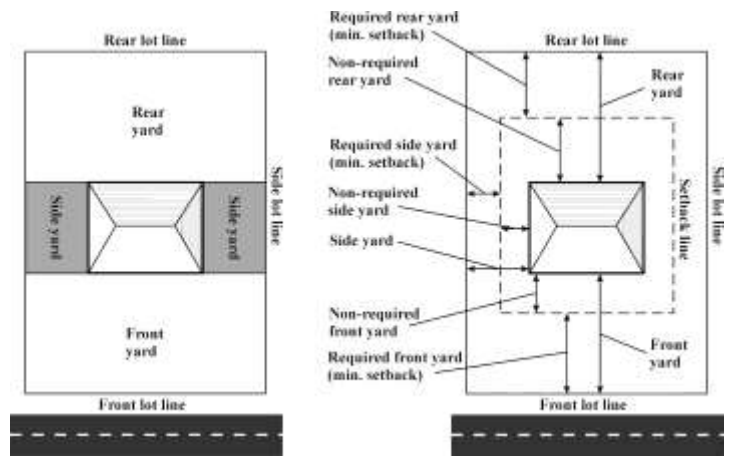 Rear lot line
Rear
yard
Side yard
Side yard
Side lot line
Front
yard
Front lot line
Required rear yard
(min. setback)
Non-required
rear yard
Required side yard
(min. setback)
Non-required
side yard
Side yard
Non-required
front yard
Required front yard
(min. setback)
Rear lot line
Rear
yard
Setback line
Side lot line
Front
yard
Front lot line